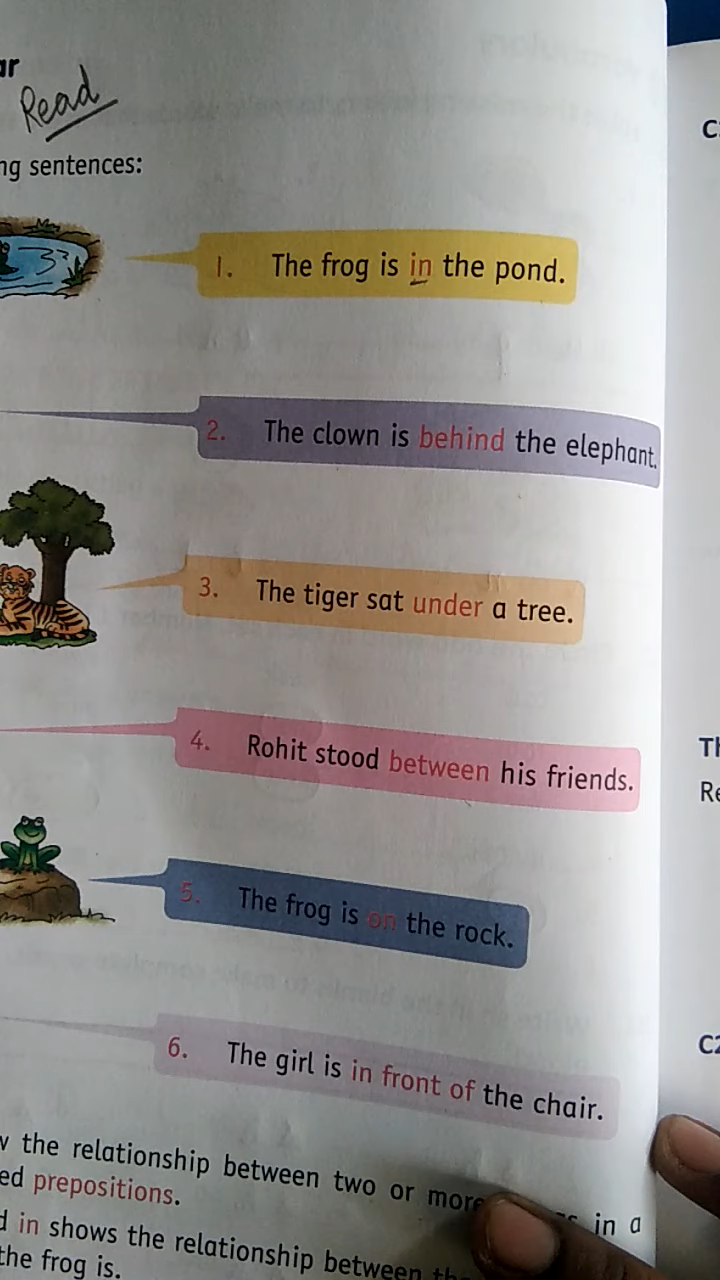 ar
Read
ng sentences:
1. The frog is in the pond.
2. The clown is behind the elephant.
3. The tiger sat under a tree.
4. Rohit stood between his friends.
5. The frog is on the rock.
6. The girl is in front of the chair.
w the relationship between two or more in a
ed prepositions.
d in shows the relationship between
the frog is.
C
Th
Re
C2